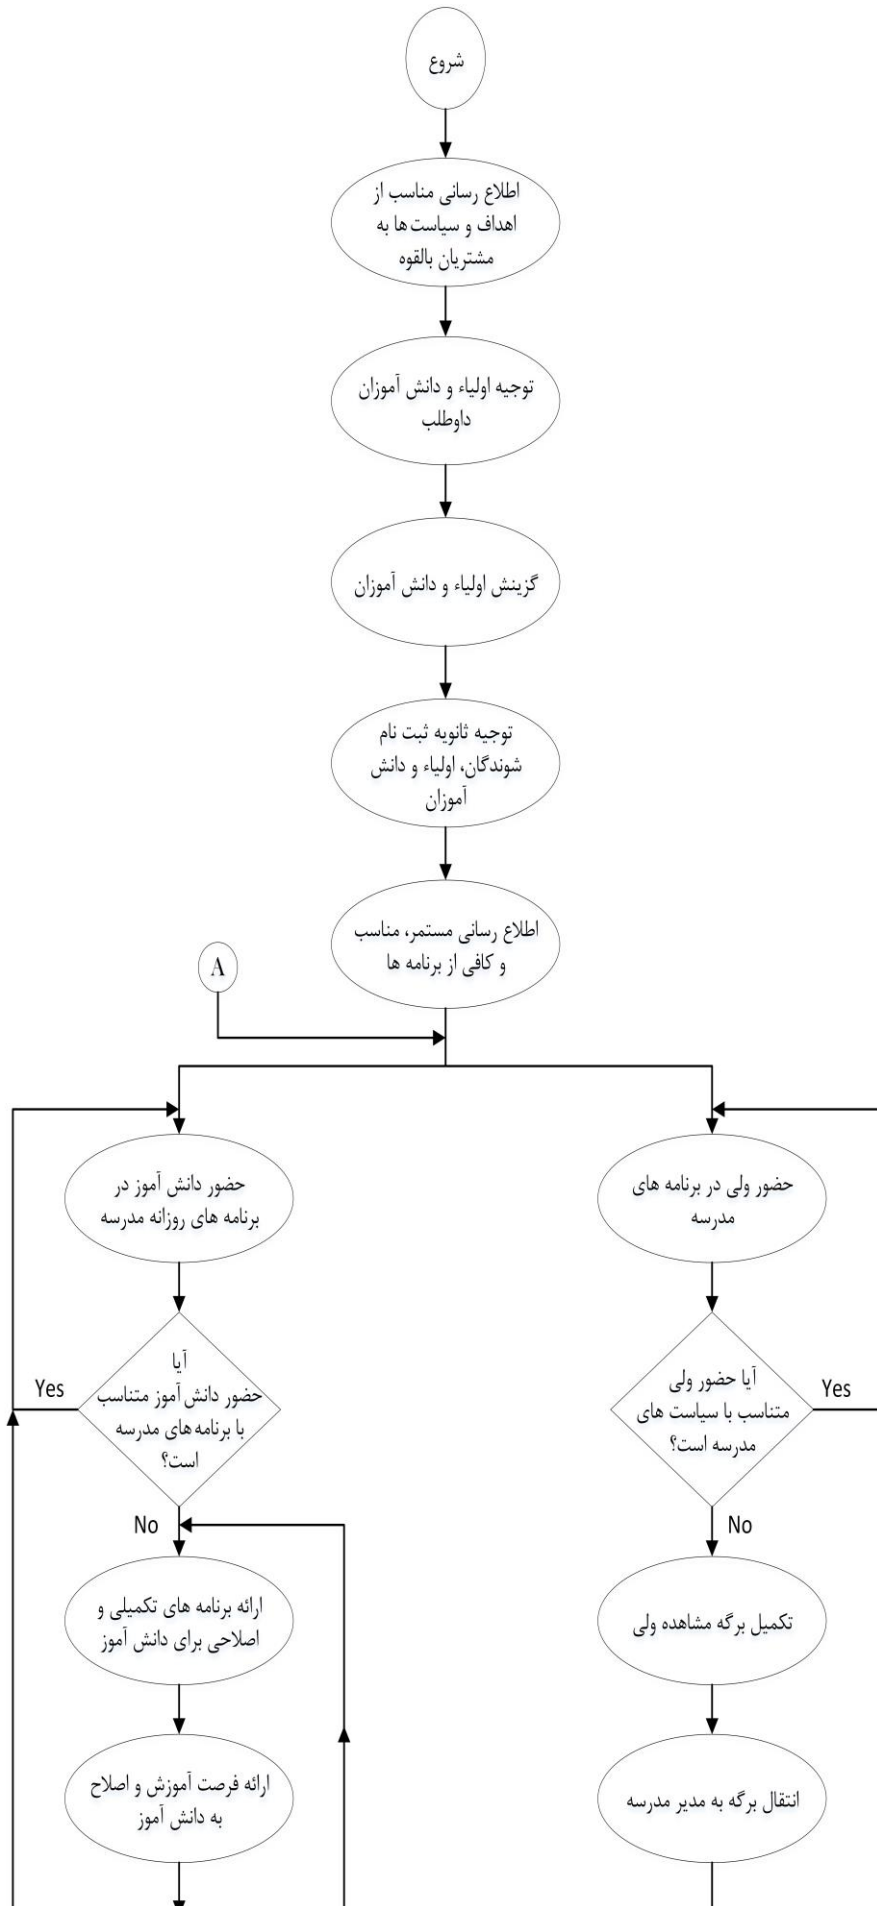 شروع
اطلاع رسانی مناسب از
اهداف و سیاست ها به
مشتریان بالقوه
توجیه اولیاء و دانش آموزان
داوطلب
گزینش اولیاء و دانش آموزان
توجیه ثانویه ثبت نام
شوندگان، اولیاء و دانش
آموزان
اطلاع رسانی مستمر، مناسب
و کافی از برنامه ها
A
حضور ولی در برنامه های
مدرسه
آیا حضور ولی
متناسب با سیاست های
مدرسه است؟
Yes
No
تکمیل برگه مشاهده ولی
انتقال برگه به مدیر مدرسه
حضور دانش آموز در
برنامه های روزانه مدرسه
آیا
حضور دانش آموز متناسب
با برنامه های مدرسه
است؟
Yes
No
ارائه برنامه های تکمیلی و
اصلاحی برای دانش آموز
ارائه فرصت آموزش و اصلاح
به دانش آموز